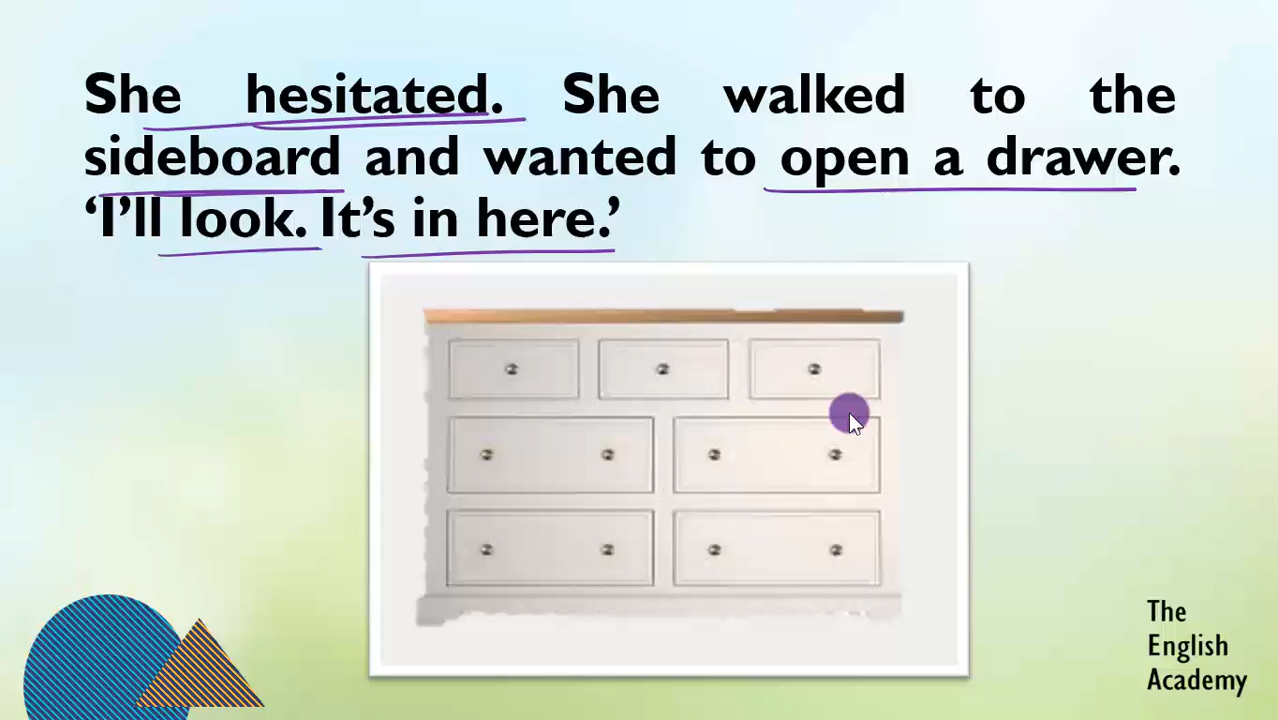 She hesitated. She walked to the
sideboard and wanted to open a drawer.
‘I’ll look. It’s in here.’
The
English
Academy